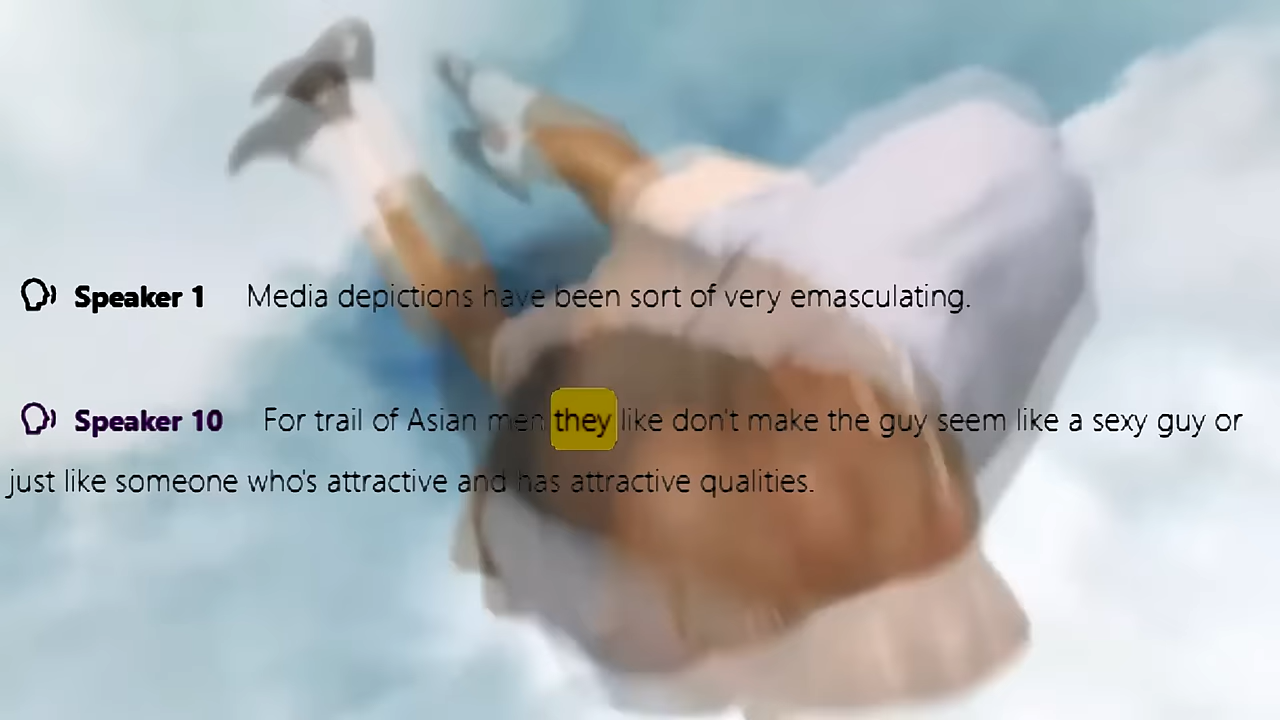 Speaker 1 Media depictions have been sort of very emasculating.
Speaker 10 For trail of Asian men they like don't make the guy seem like a sexy guy or
just like someone who's attractive and has attractive qualities.